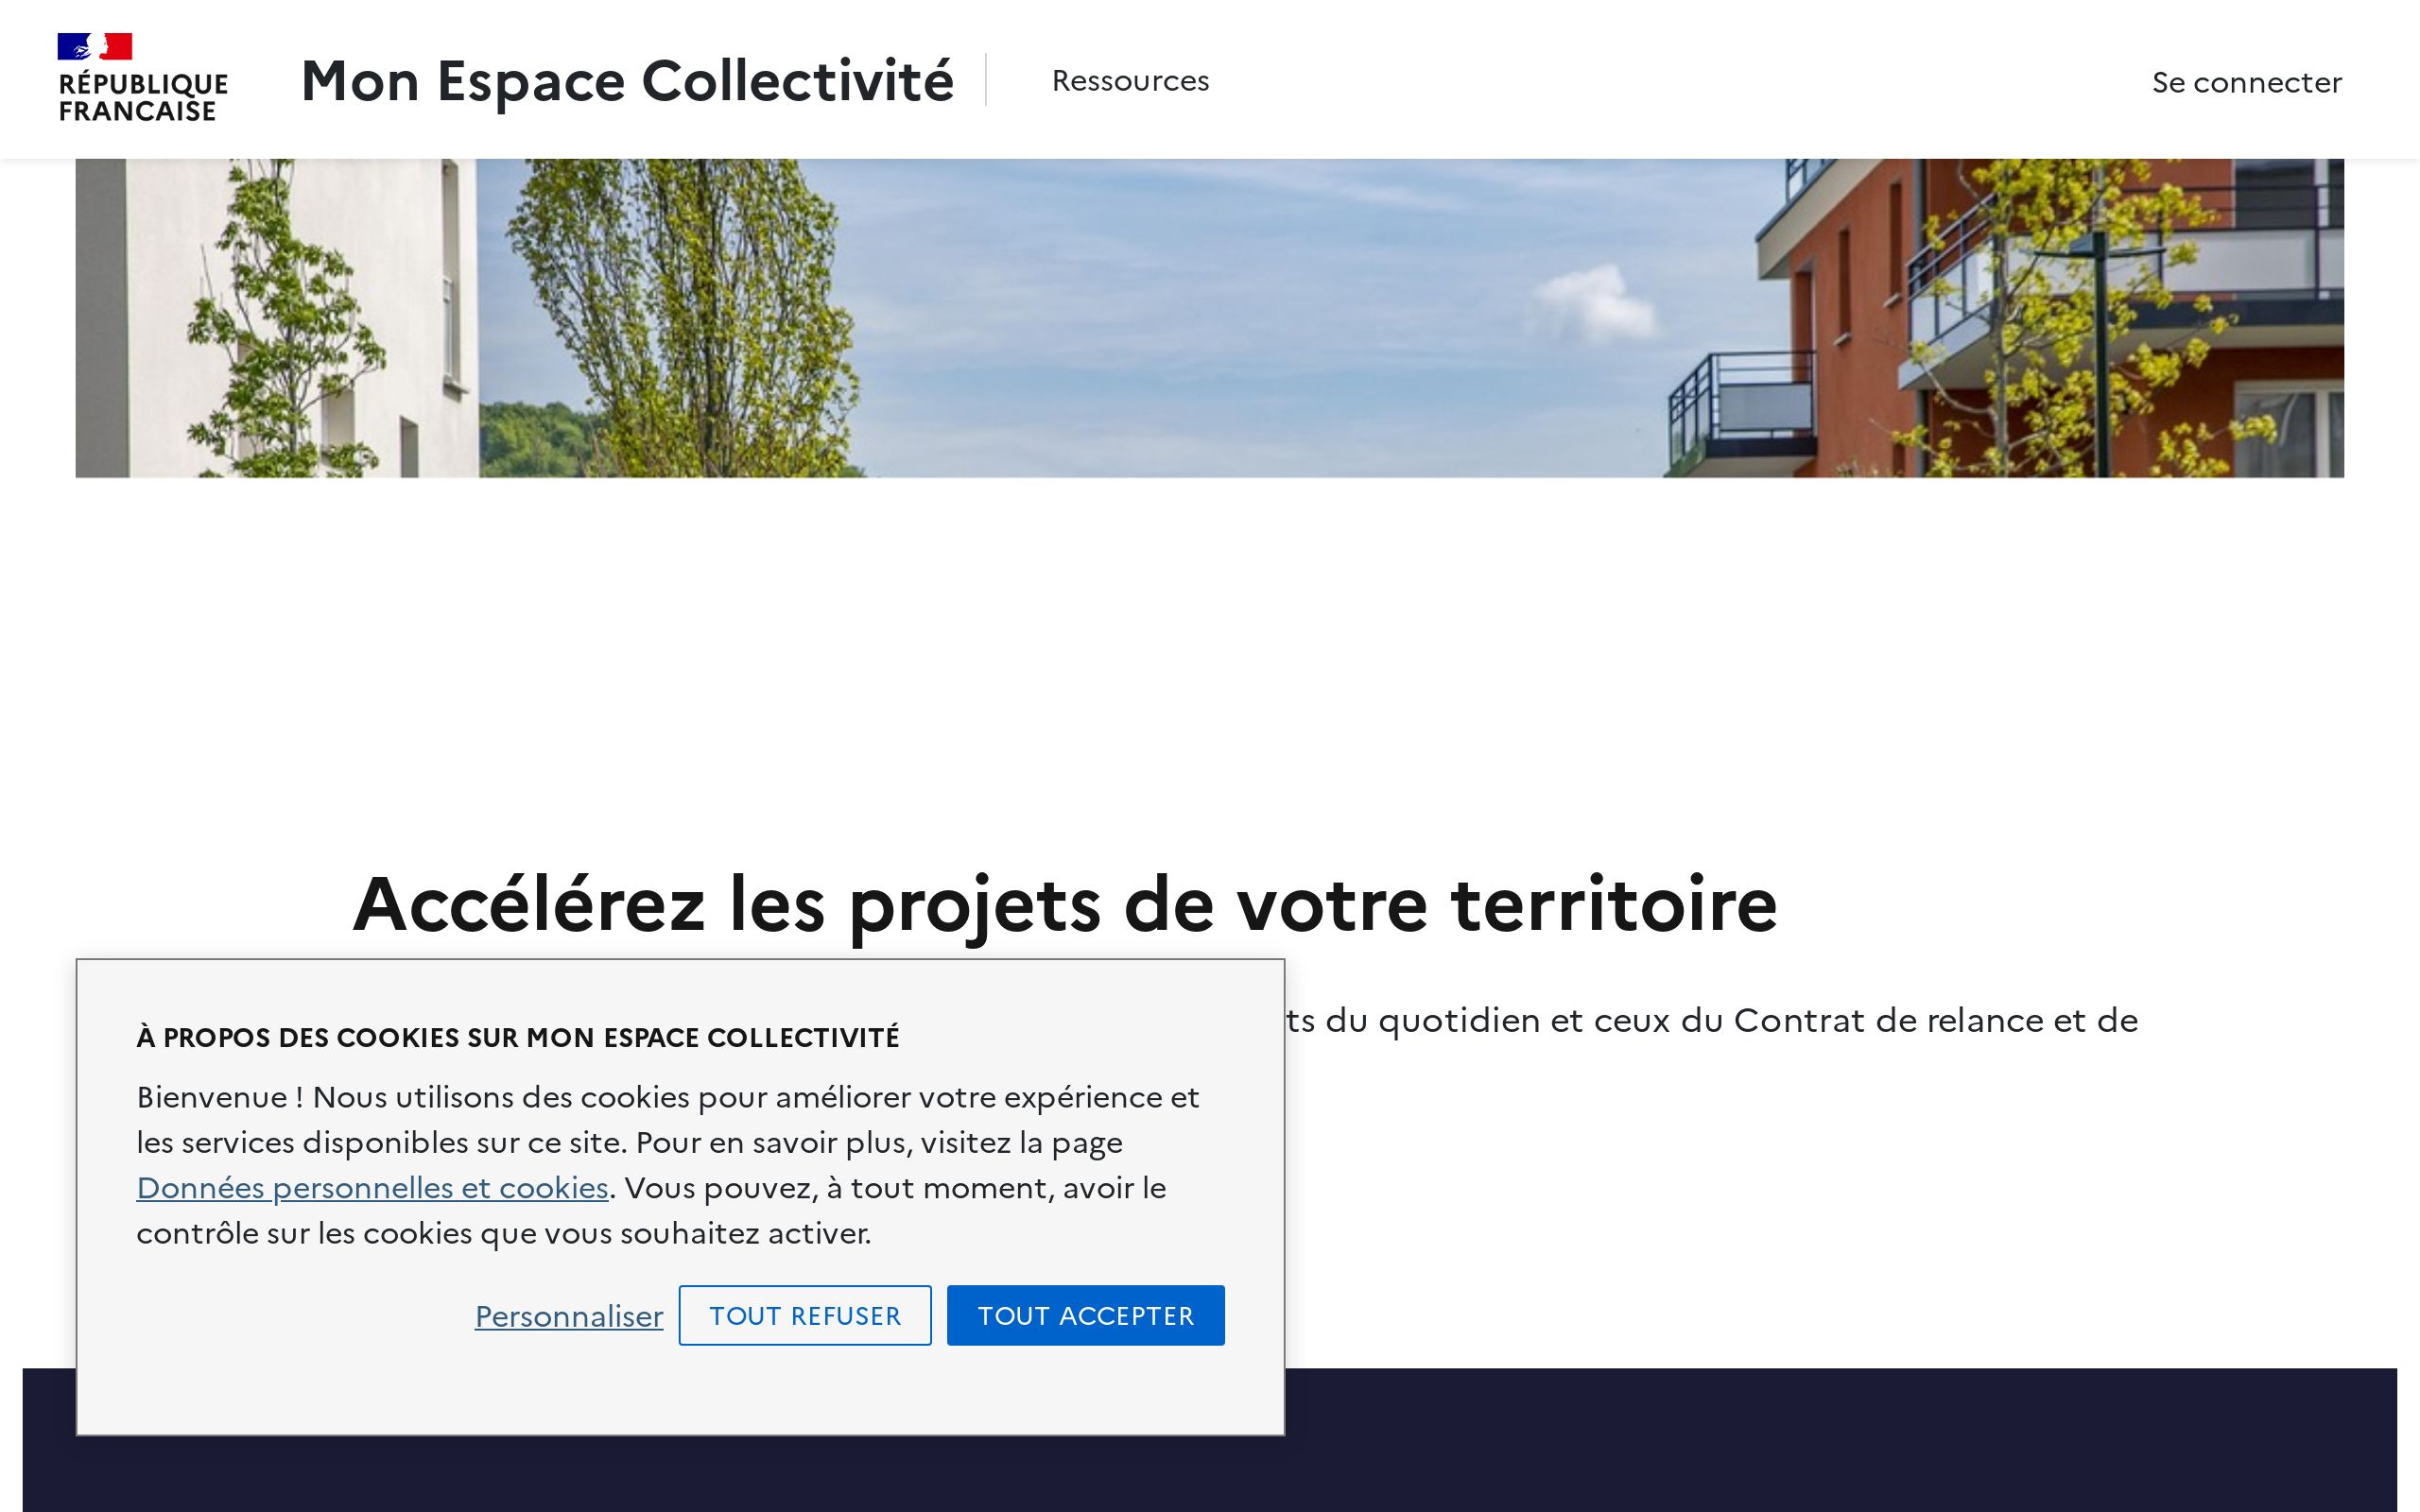 RÉPUBLIQUE
FRANCAISE
Mon Espace Collectivité
Ressources
Se connecter
Accélérez les projets de votre territoire
ts du quotidien et ceux du Contrat de relance et de
À PROPOS DES COOKIES SUR MON ESPACE COLLECTIVITÉ
Bienvenue ! Nous utilisons des cookies pour améliorer votre expérience et
les services disponibles sur ce site. Pour en savoir plus, visitez la page
Données personnelles et cookies. Vous pouvez, à tout moment, avoir le
contrôle sur les cookies que vous souhaitez activer.
Personnaliser
TOUT REFUSER
TOUT ACCEPTER